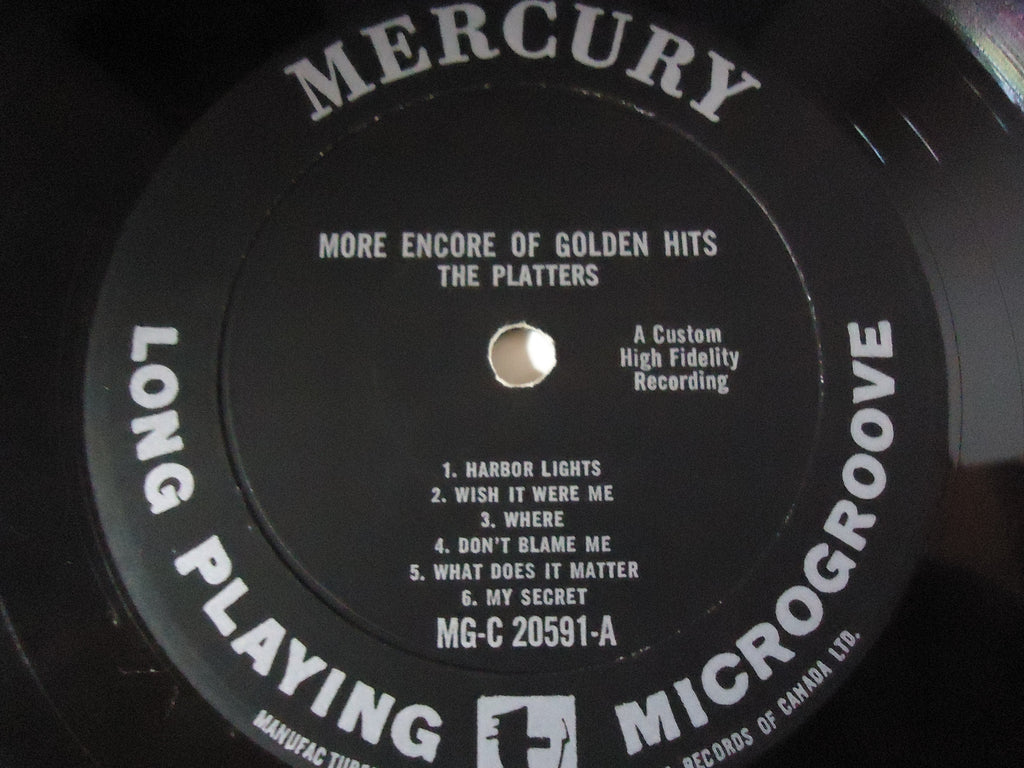 MERCURY
MORE ENCORE OF GOLDEN HITS
THE PLATTERS
A Custom
High Fidelity
Recording
1. HARBOR LIGHTS
2. WISH IT WERE ME
3. WHERE
4. DON'T BLAME ME
5. WHAT DOES IT MATTER
6. MY SECRET
MG-C 20591-A
LONG PLAYING MICROGROOVE
RECORDS OF CANADA LTD.